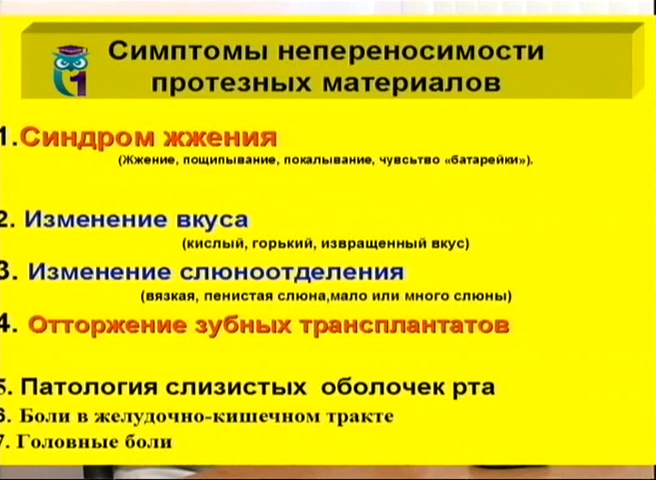 Симптомы непереносимости
протезных материалов
1.Синдром жжения
(Жжение, пощипывание, покалывание, чувсьтво «батарейки»).
2. Изменение вкуса
(кислый, горький, извращенный вкус)
3. Изменение слюноотделения
(вязкая, пенистая слюна,мало или много слюны)
4. Отторжение зубных трансплантатов
5. Патология слизистых оболочек рта
6. Боли в желудочно-кишечном тракте
7. Головные боли